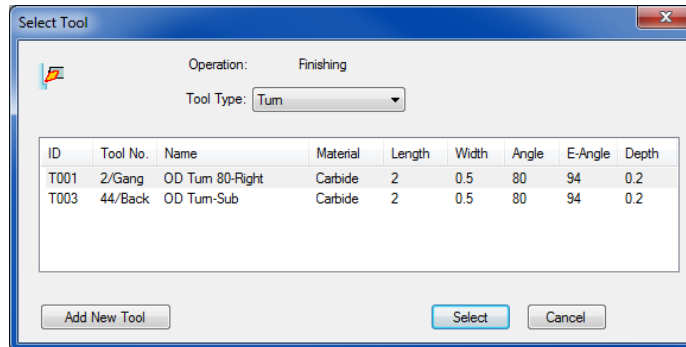 Select Tool
Operation: Finishing
Tool Type: Turn
ID Tool No. Name Material Length Width Angle E-Angle Depth
T001 2/Gang OD Turn 80-Right Carbide 2 0.5 80 94 0.2
T003 44/Back OD Turn-Sub Carbide 2 0.5 80 94 0.2
Add New Tool Select Cancel